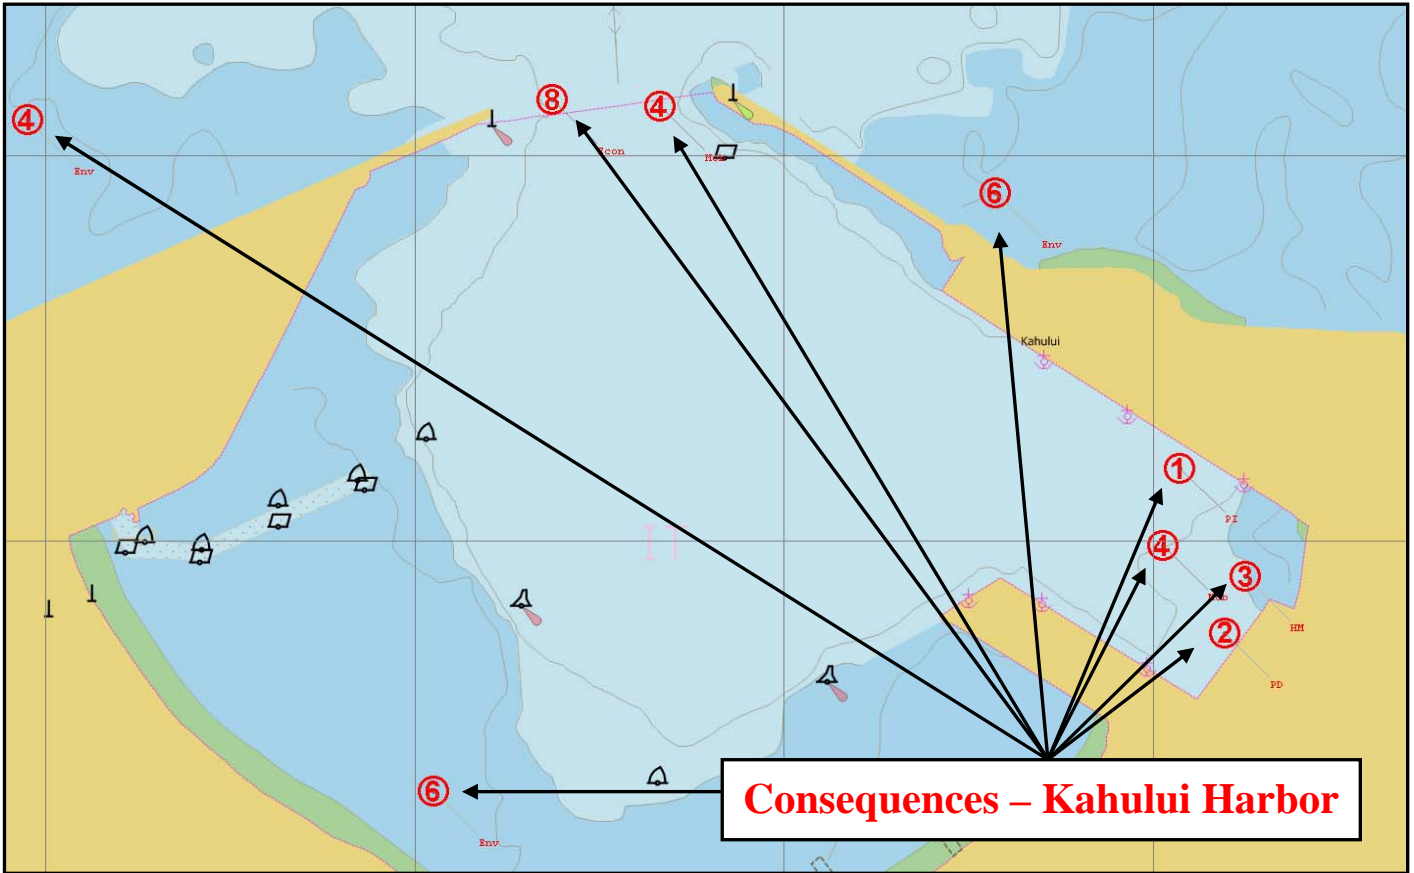 ⑧
④
④
Env
Mob
⑥
Env
Kahului
①
PI
④
③
HM
②
PD
⑥
Env
Consequences – Kahului Harbor